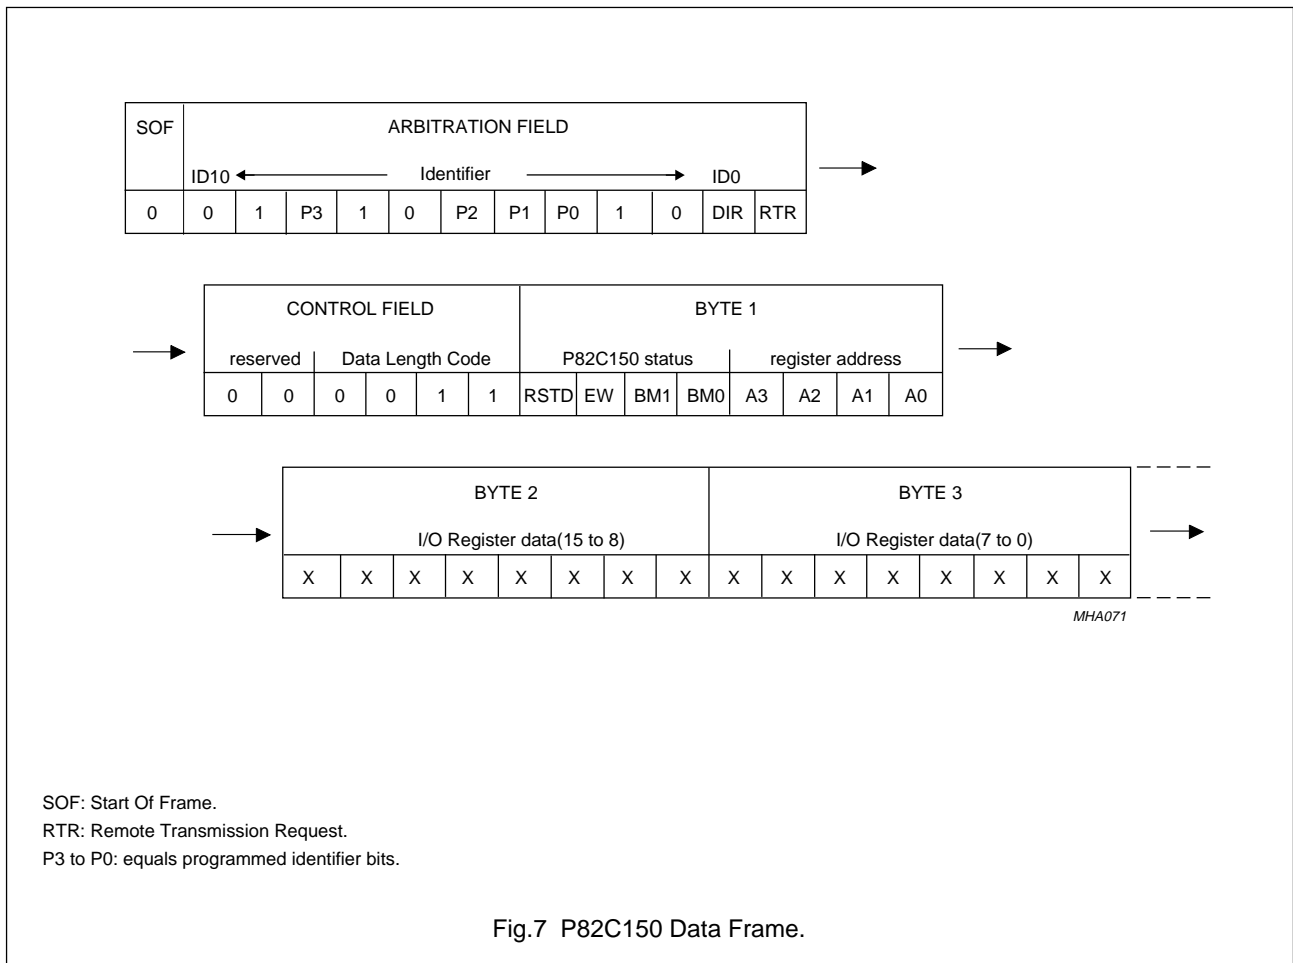 SOF ARBITRATION FIELD
ID10 Identifier ID0
0 0 1 P3 1 0 P2 P1 P0 1 0 DIR RTR
CONTROL FIELD BYTE 1
reserved Data Length Code P82C150 status register address
0 0 0 0 1 1 RSTD EW BM1 BM0 A3 A2 A1 A0
BYTE 2 BYTE 3
I/O Register data(15 to 8) I/O Register data(7 to 0)
X X X X X X X X X X X X X X X X
MHA071
SOF: Start Of Frame.
RTR: Remote Transmission Request.
P3 to P0: equals programmed identifier bits.
Fig.7 P82C150 Data Frame.